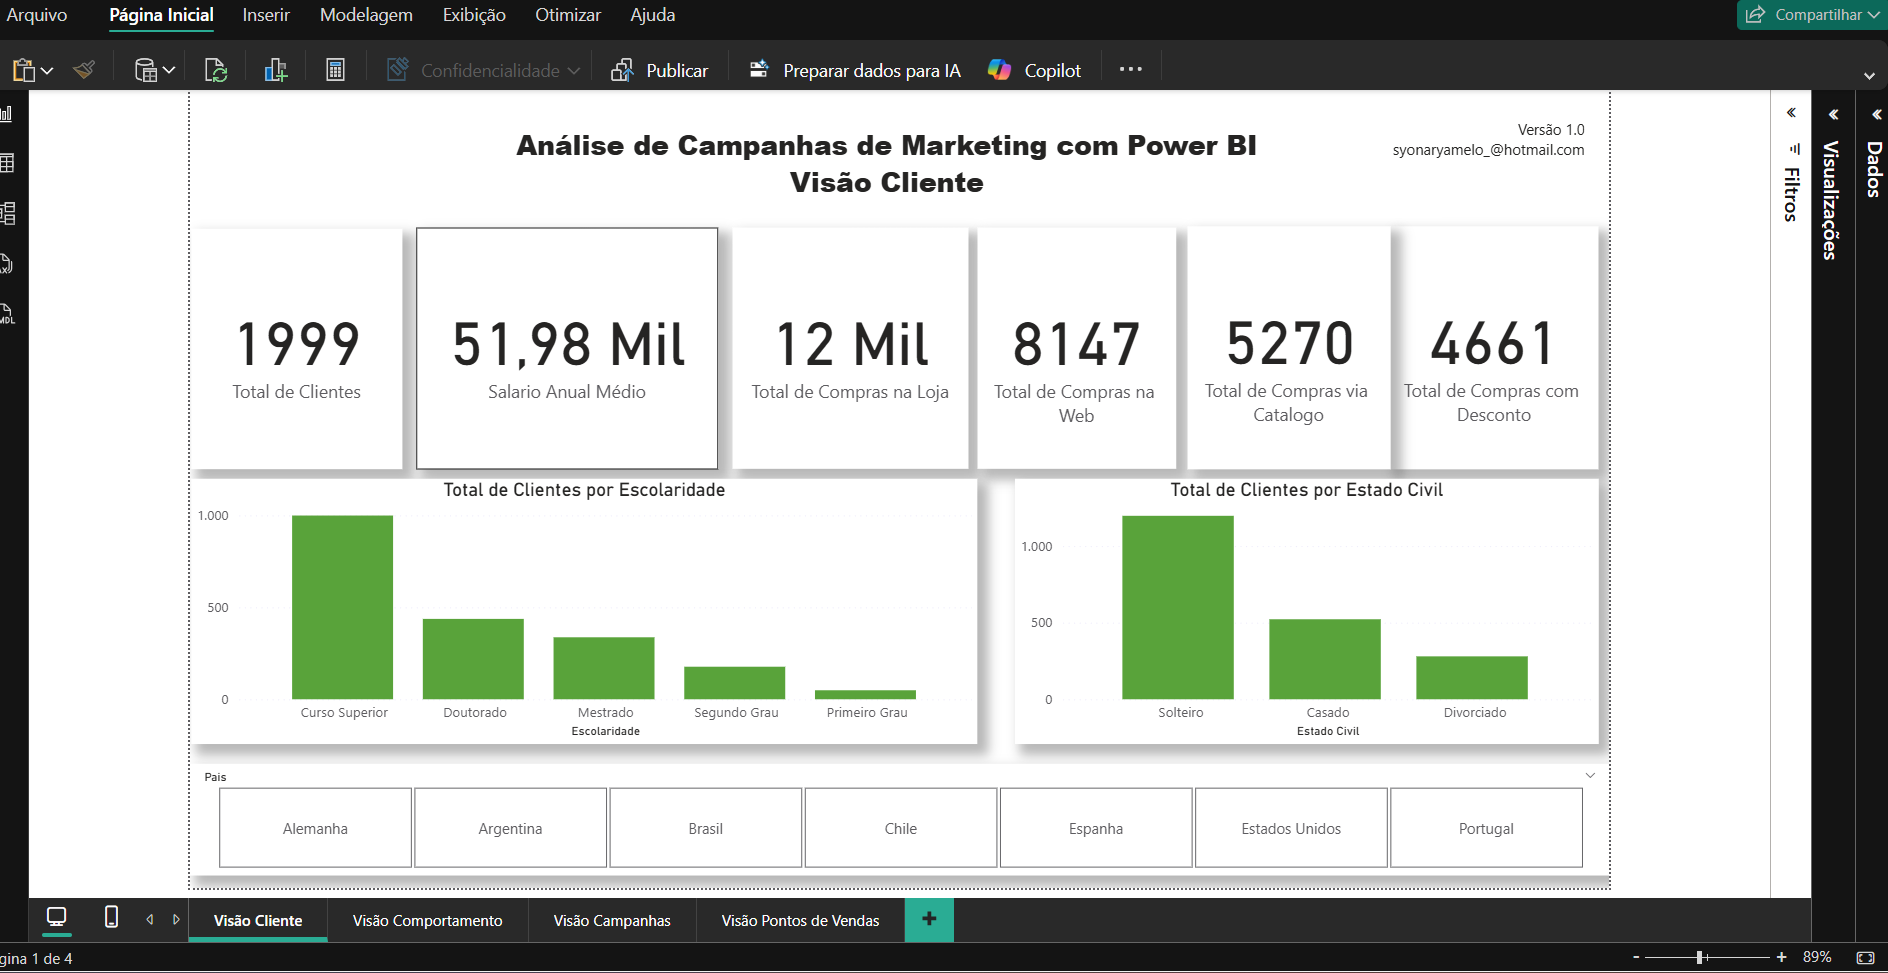 Arquivo Página Inicial Inserir Modelagem Exibição Otimizar Ajuda Compartilhar
Confidencialidade Publicar Preparar dados para IA Copilot
Análise de Campanhas de Marketing com Power BI
Visão Cliente
Versão 1.0
syonaryamelo_@hotmail.com
Filtros
Visualizações
Dados
1999
Total de Clientes
51,98 Mil
Salario Anual Médio
12 Mil
Total de Compras na Loja
8147
Total de Compras na
Web
5270
Total de Compras via
Catalogo
4661
Total de Compras com
Desconto
Total de Clientes por Escolaridade
1.000
500
0
Curso Superior Doutorado Mestrado Segundo Grau Primeiro Grau
Escolaridade
Total de Clientes por Estado Civil
1.000
500
0
Solteiro Casado Divorciado
Estado Civil
Pais
Alemanha Argentina Brasil Chile Espanha Estados Unidos Portugal
Visão Cliente Visão Comportamento Visão Campanhas Visão Pontos de Vendas +
gina 1 de 4
- + 89%